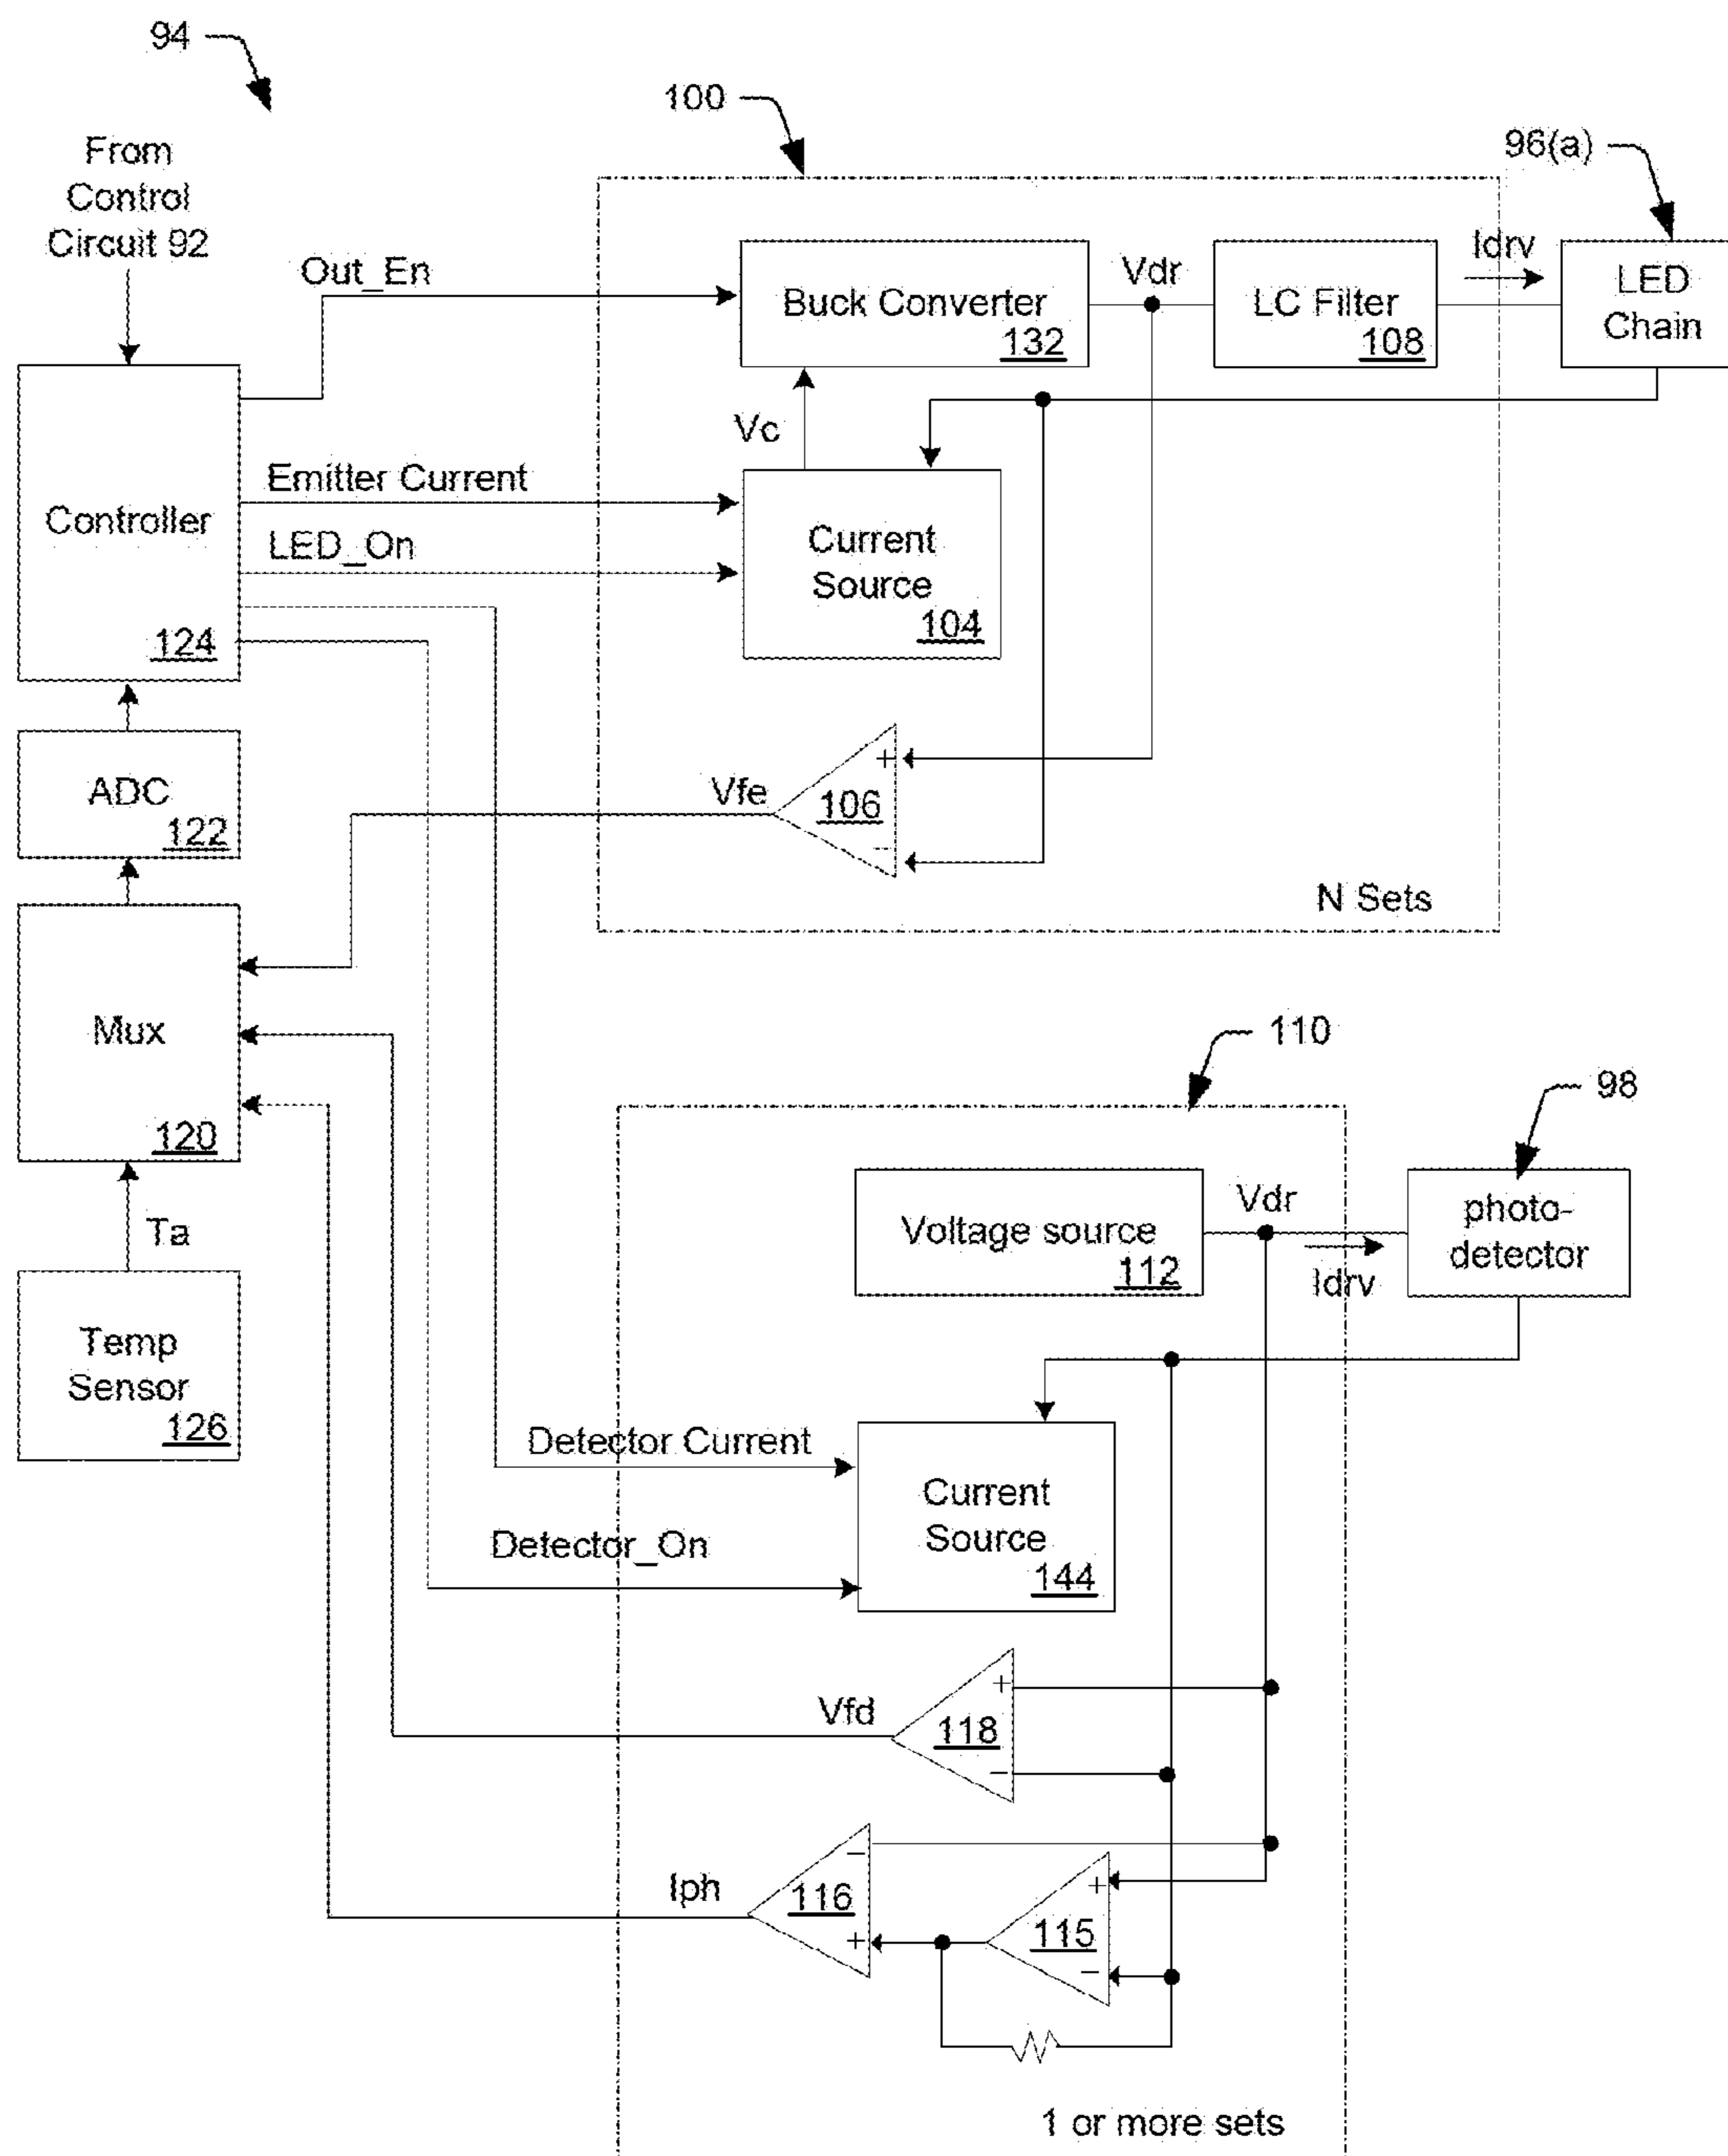 94
100
96(a)
From
Control
Circuit 92
Out_En
Buck Converter
132
Vdr
LC Filter
108
Idrv
LED
Chain
Vc
Emitter Current
LED_On
Controller
124
Current
Source
104
ADC
122
Vfe
+
106
−
N Sets
Mux
120
110
98
Ta
Voltage source
112
Vdr
Idrv
photo-
detector
Temp
Sensor
126
Detector Current
Detector_On
Current
Source
144
Vfd
+
118
−
Iph
−
116
+
+
115
−
1 or more sets